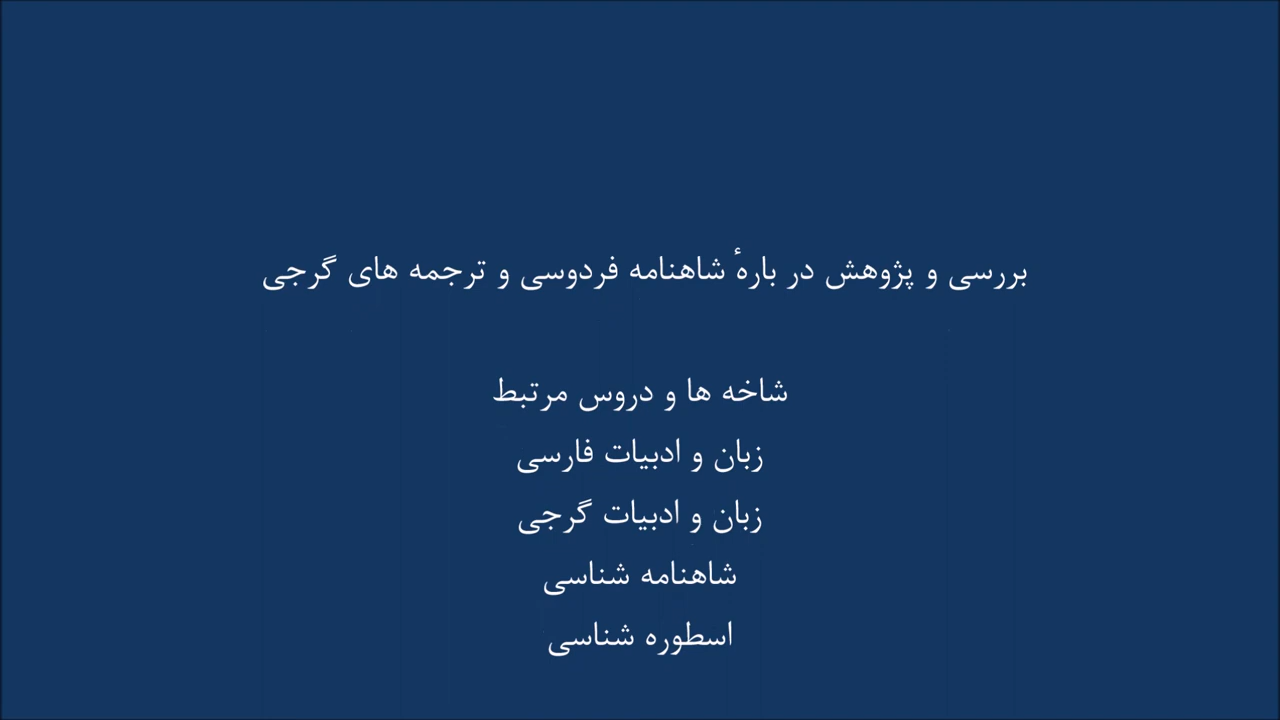 بررسی و پژوهش در بارهٔ شاهنامه فردوسی و ترجمه های گرجی
شاخه ها و دروس مرتبط
زبان و ادبیات فارسی
زبان و ادبیات گرجی
شاهنامه شناسی
اسطوره شناسی